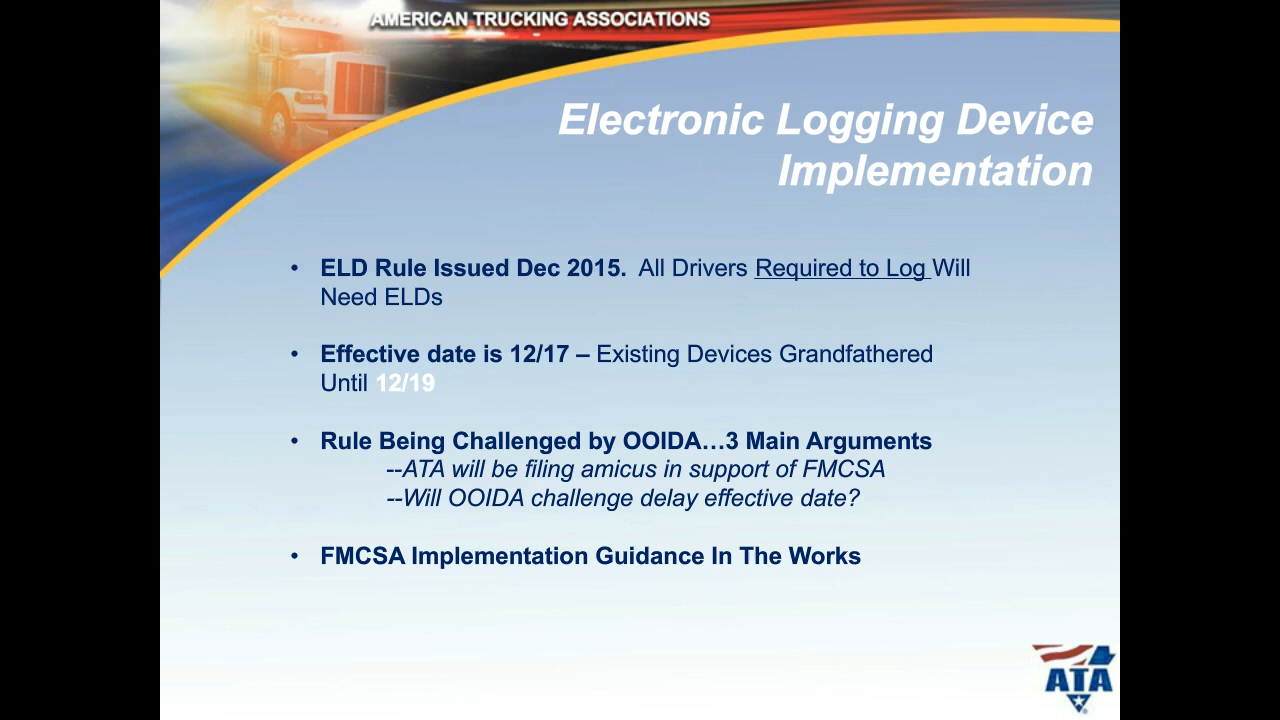 AMERICAN TRUCKING ASSOCIATIONS
Electronic Logging Device
Implementation
• ELD Rule Issued Dec 2015. All Drivers Required to Log Will
Need ELDs
• Effective date is 12/17 – Existing Devices Grandfathered
Until 12/19
• Rule Being Challenged by OOIDA…3 Main Arguments
--ATA will be filing amicus in support of FMCSA
--Will OOIDA challenge delay effective date?
• FMCSA Implementation Guidance In The Works
ATA